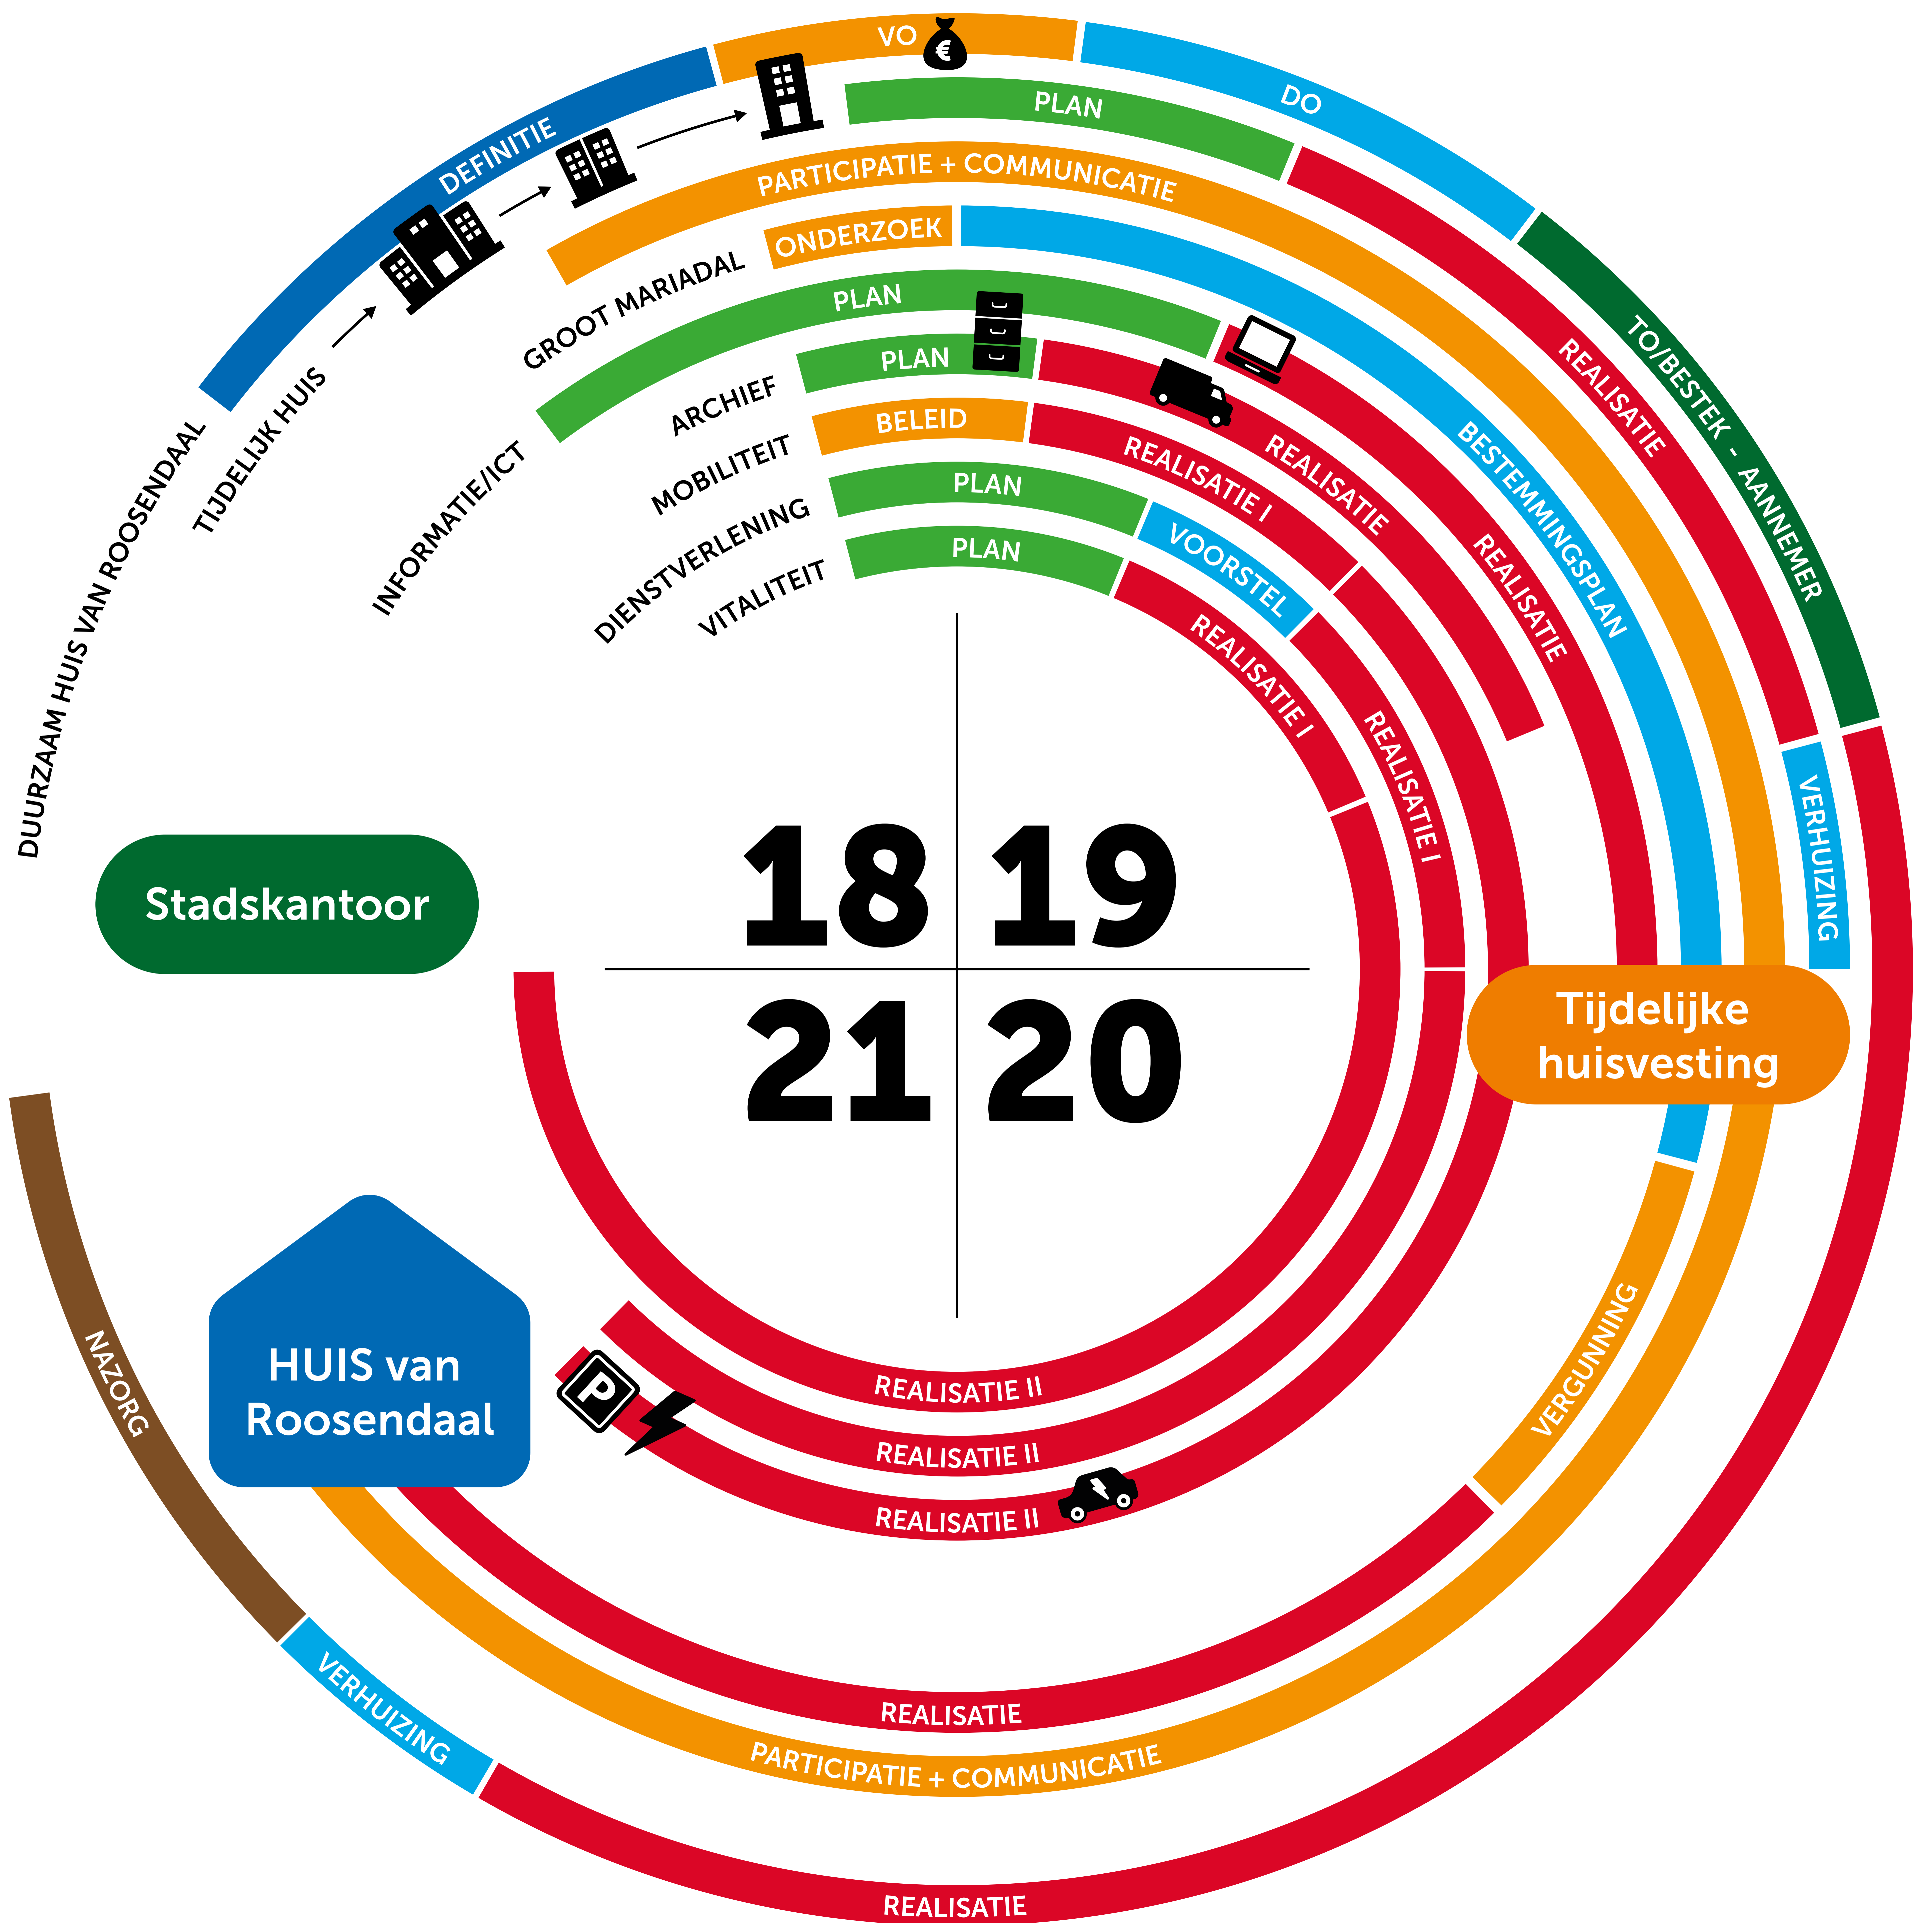 DUURZAAM HUIS VAN ROOSENDAAL
DEFINITIE
VO
€
DO
TO/BESTEK - AANNEMER
REALISATIE
VERHUIZING
NAZORG
TIJDELIJK HUIS
PLAN
REALISATIE
VERHUIZING
PARTICIPATIE + COMMUNICATIE
PARTICIPATIE + COMMUNICATIE
GROOT MARIADAL
ONDERZOEK
BESTEMMINGSPLAN
VERGUNNING
REALISATIE
INFORMATIE/ICT
PLAN
REALISATIE
ARCHIEF
PLAN
REALISATIE
MOBILITEIT
BELEID
REALISATIE I
REALISATIE II
P
DIENSTVERLENING
PLAN
VOORSTEL
REALISATIE I
REALISATIE II
VITALITEIT
PLAN
REALISATIE I
REALISATIE II
18 19
21 20
Stadskantoor
Tijdelijke
huisvesting
HUIS van
Roosendaal